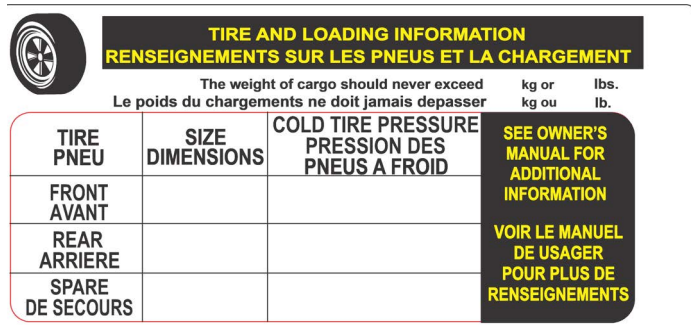 TIRE AND LOADING INFORMATION
RENSEIGNEMENTS SUR LES PNEUS ET LA CHARGEMENT
The weight of cargo should never exceed kg or lbs.
Le poids du chargements ne doit jamais depasser kg ou lb.
TIRE
PNEU
SIZE
DIMENSIONS
COLD TIRE PRESSURE
PRESSION DES
PNEUS A FROID
FRONT
AVANT
REAR
ARRIERE
SPARE
DE SECOURS
SEE OWNER'S
MANUAL FOR
ADDITIONAL
INFORMATION
VOIR LE MANUEL
DE USAGER
POUR PLUS DE
RENSEIGNEMENTS